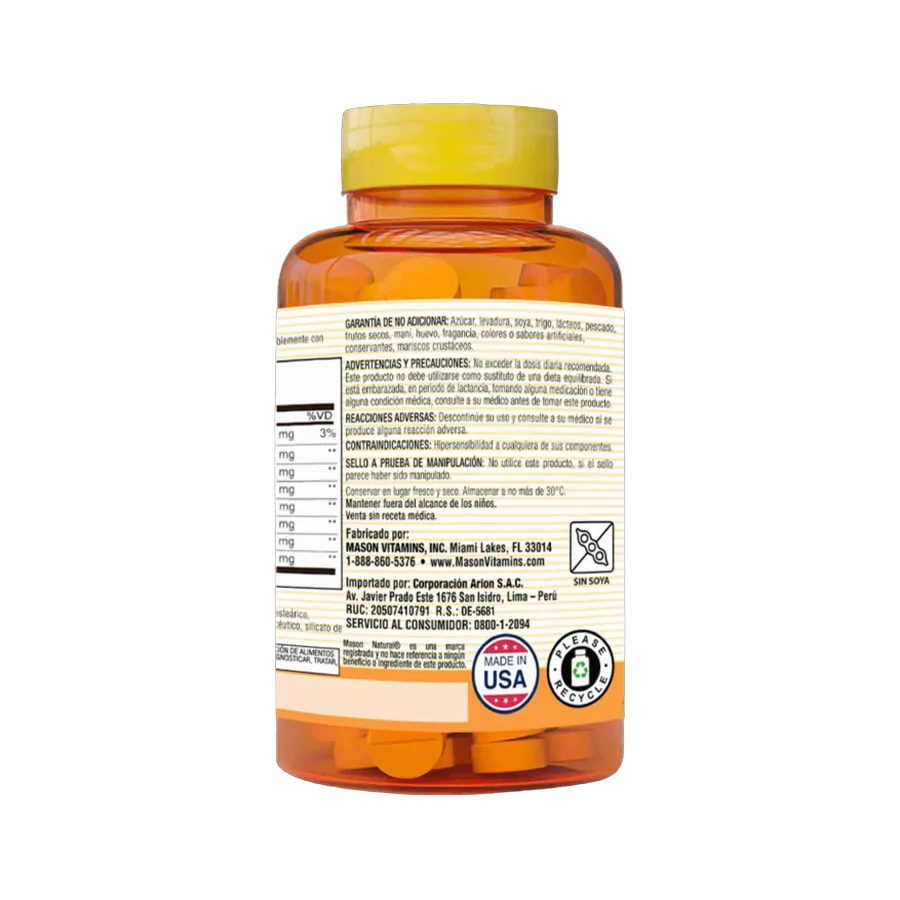 GARANTÍA DE NO ADICIONAR: Azúcar, levadura, soya, trigo, lácteos, pescado,
frutos secos, maní, huevo, fragancia, colores o sabores artificiales,
conservantes, mariscos crustáceos.
ADVERTENCIAS Y PRECAUCIONES: No exceder la dosis diaria recomendada.
Este producto no debe utilizarse como sustituto de una dieta equilibrada. Si
está embarazada, en periodo de lactancia, tomando alguna medicación o tiene
alguna condición médica, consulte a su médico antes de tomar este producto.
REACCIONES ADVERSAS: Descontinúe su uso y consulte a su médico si se
produce alguna reacción adversa.
CONTRAINDICACIONES: Hipersensibilidad a cualquiera de sus componentes.
SELLO A PRUEBA DE MANIPULACIÓN: No utilice este producto, si el sello
parece haber sido manipulado.
Conservar en lugar fresco y seco. Almacenar a no más de 30°C.
Mantener fuera del alcance de los niños.
Venta sin receta médica.
Fabricado por:
MASON VITAMINS, INC. Miami Lakes, FL 33014
1-888-860-5376 • www.MasonVitamins.com
Importado por: Corporación Arion S.A.C.
Av. Javier Prado Este 1676 San Isidro, Lima – Perú
RUC: 20507410791 R.S.: DE-5681
SERVICIO AL CONSUMIDOR: 0800-1-2094
Mason Natural® es una marca
registrada y no hace referencia a ningún
beneficio o ingrediente de este producto.
SIN SOYA
MADE IN
USA
PLEASE
RECYCLE
blemente con
%VD
mg 3%
mg **
mg **
mg **
mg **
mg **
mg **
mg **
esteárico,
céutico, silicato de
CIÓN DE ALIMENTOS
AGNOSTICAR, TRATAR,